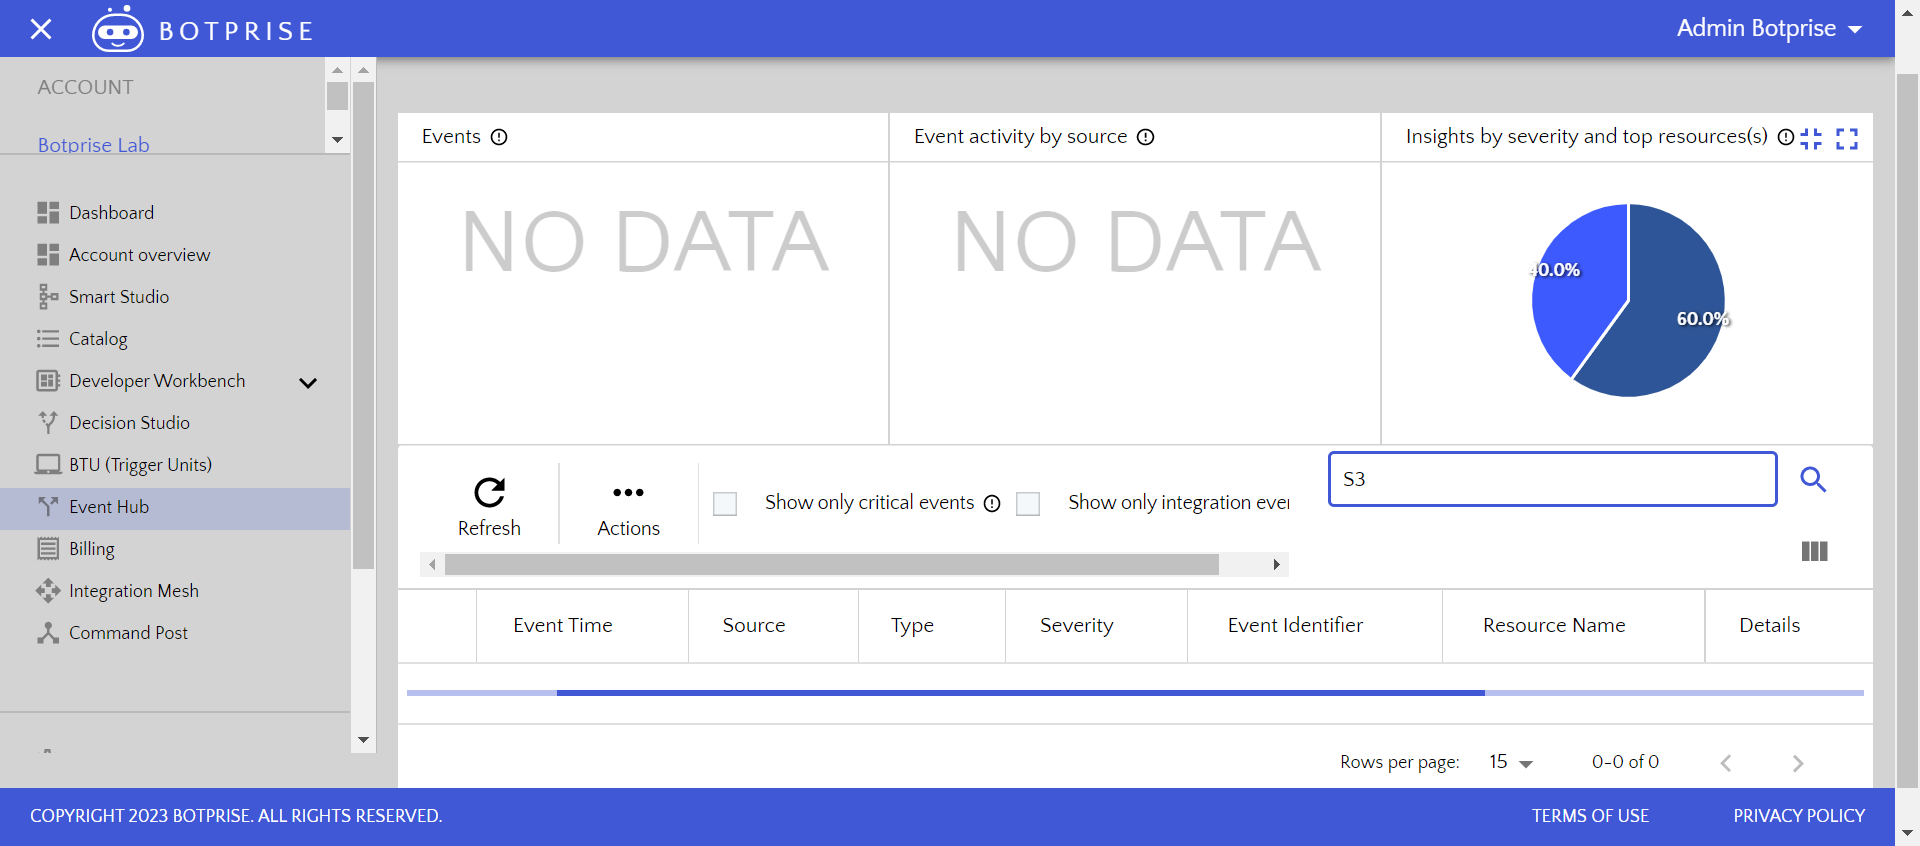 BOTPRISE
Admin Botprise
ACCOUNT
Botprise Lab
Dashboard
Account overview
Smart Studio
Catalog
Developer Workbench
Decision Studio
BTU (Trigger Units)
Event Hub
Billing
Integration Mesh
Command Post
Events
Event activity by source
Insights by severity and top resources(s)
NO DATA
NO DATA
40.0%
60.0%
Refresh
Actions
Show only critical events
Show only integration ever
S3
Event Time
Source
Type
Severity
Event Identifier
Resource Name
Details
Rows per page:
15
0-0 of 0
COPYRIGHT 2023 BOTPRISE. ALL RIGHTS RESERVED.
TERMS OF USE
PRIVACY POLICY